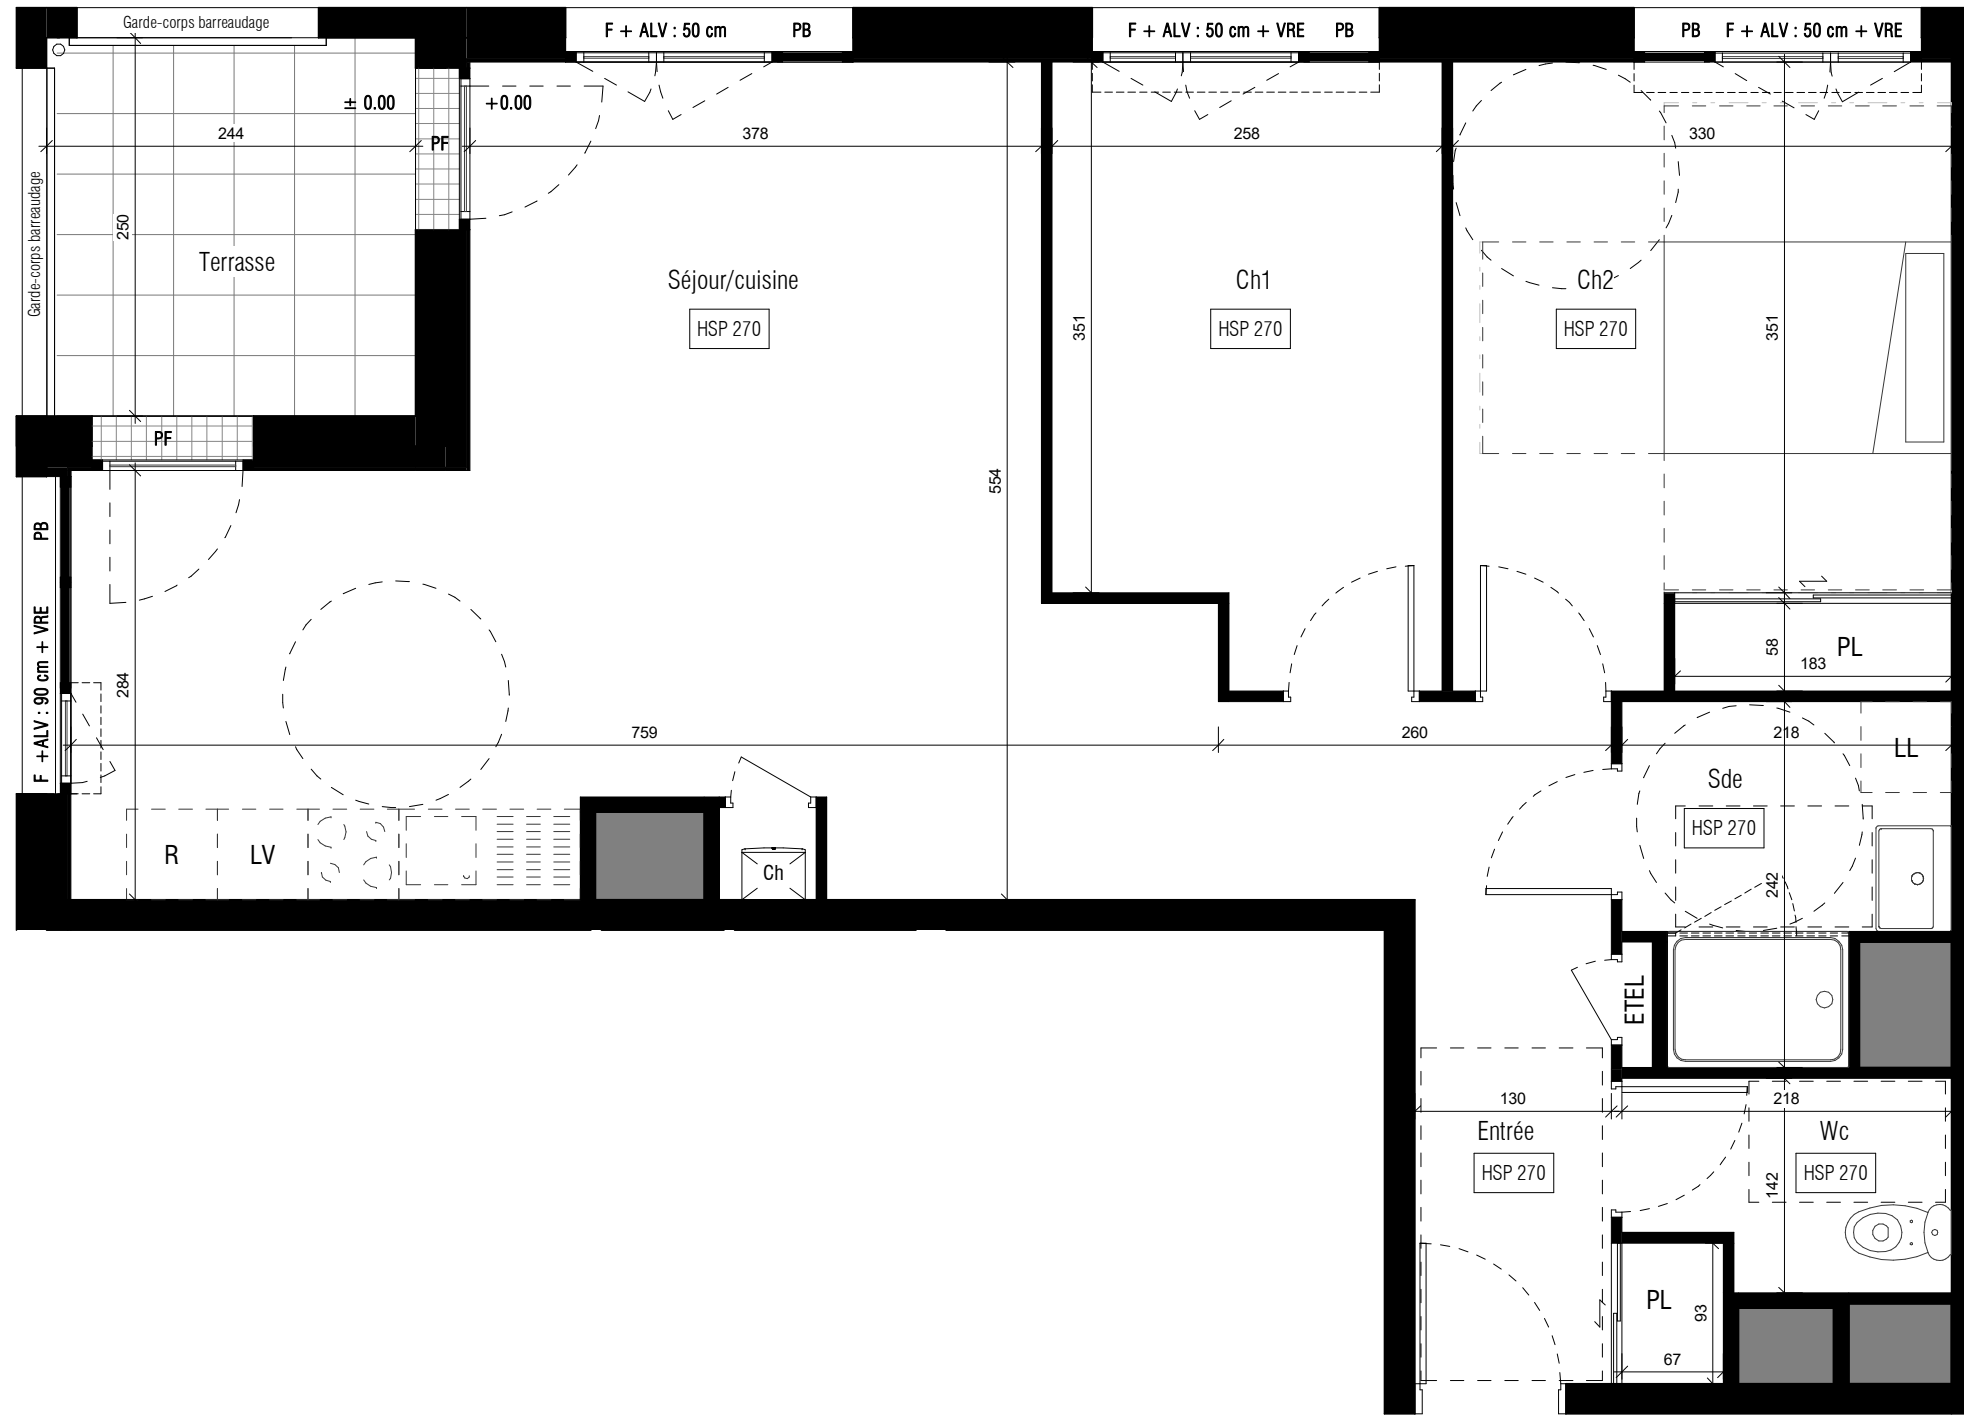 Garde-corps barreaudage
F + ALV : 50 cm PB
F + ALV : 50 cm + VRE PB
PB F + ALV : 50 cm + VRE
± 0.00
+0.00
244
PF
378
258
330
Garde-corps barreaudage
250
Terrasse
Séjour/cuisine
HSP 270
Ch1
HSP 270
Ch2
HSP 270
351
351
PF
554
F +ALV : 90 cm + VRE PB
284
58
PL
183
759
260
218
LL
Sde
HSP 270
R
LV
Ch
242
ETEL
130
218
Entrée
HSP 270
Wc
HSP 270
142
PL
93
67